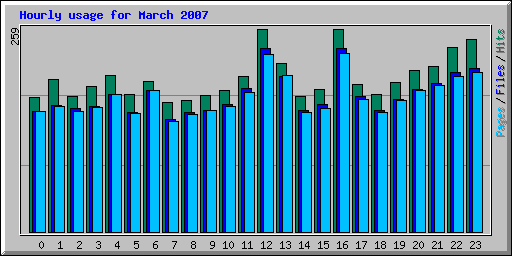 Hourly usage for March 2007
259
Pages / Files / Hits
0 1 2 3 4 5 6 7 8 9 10 11 12 13 14 15 16 17 18 19 20 21 22 23